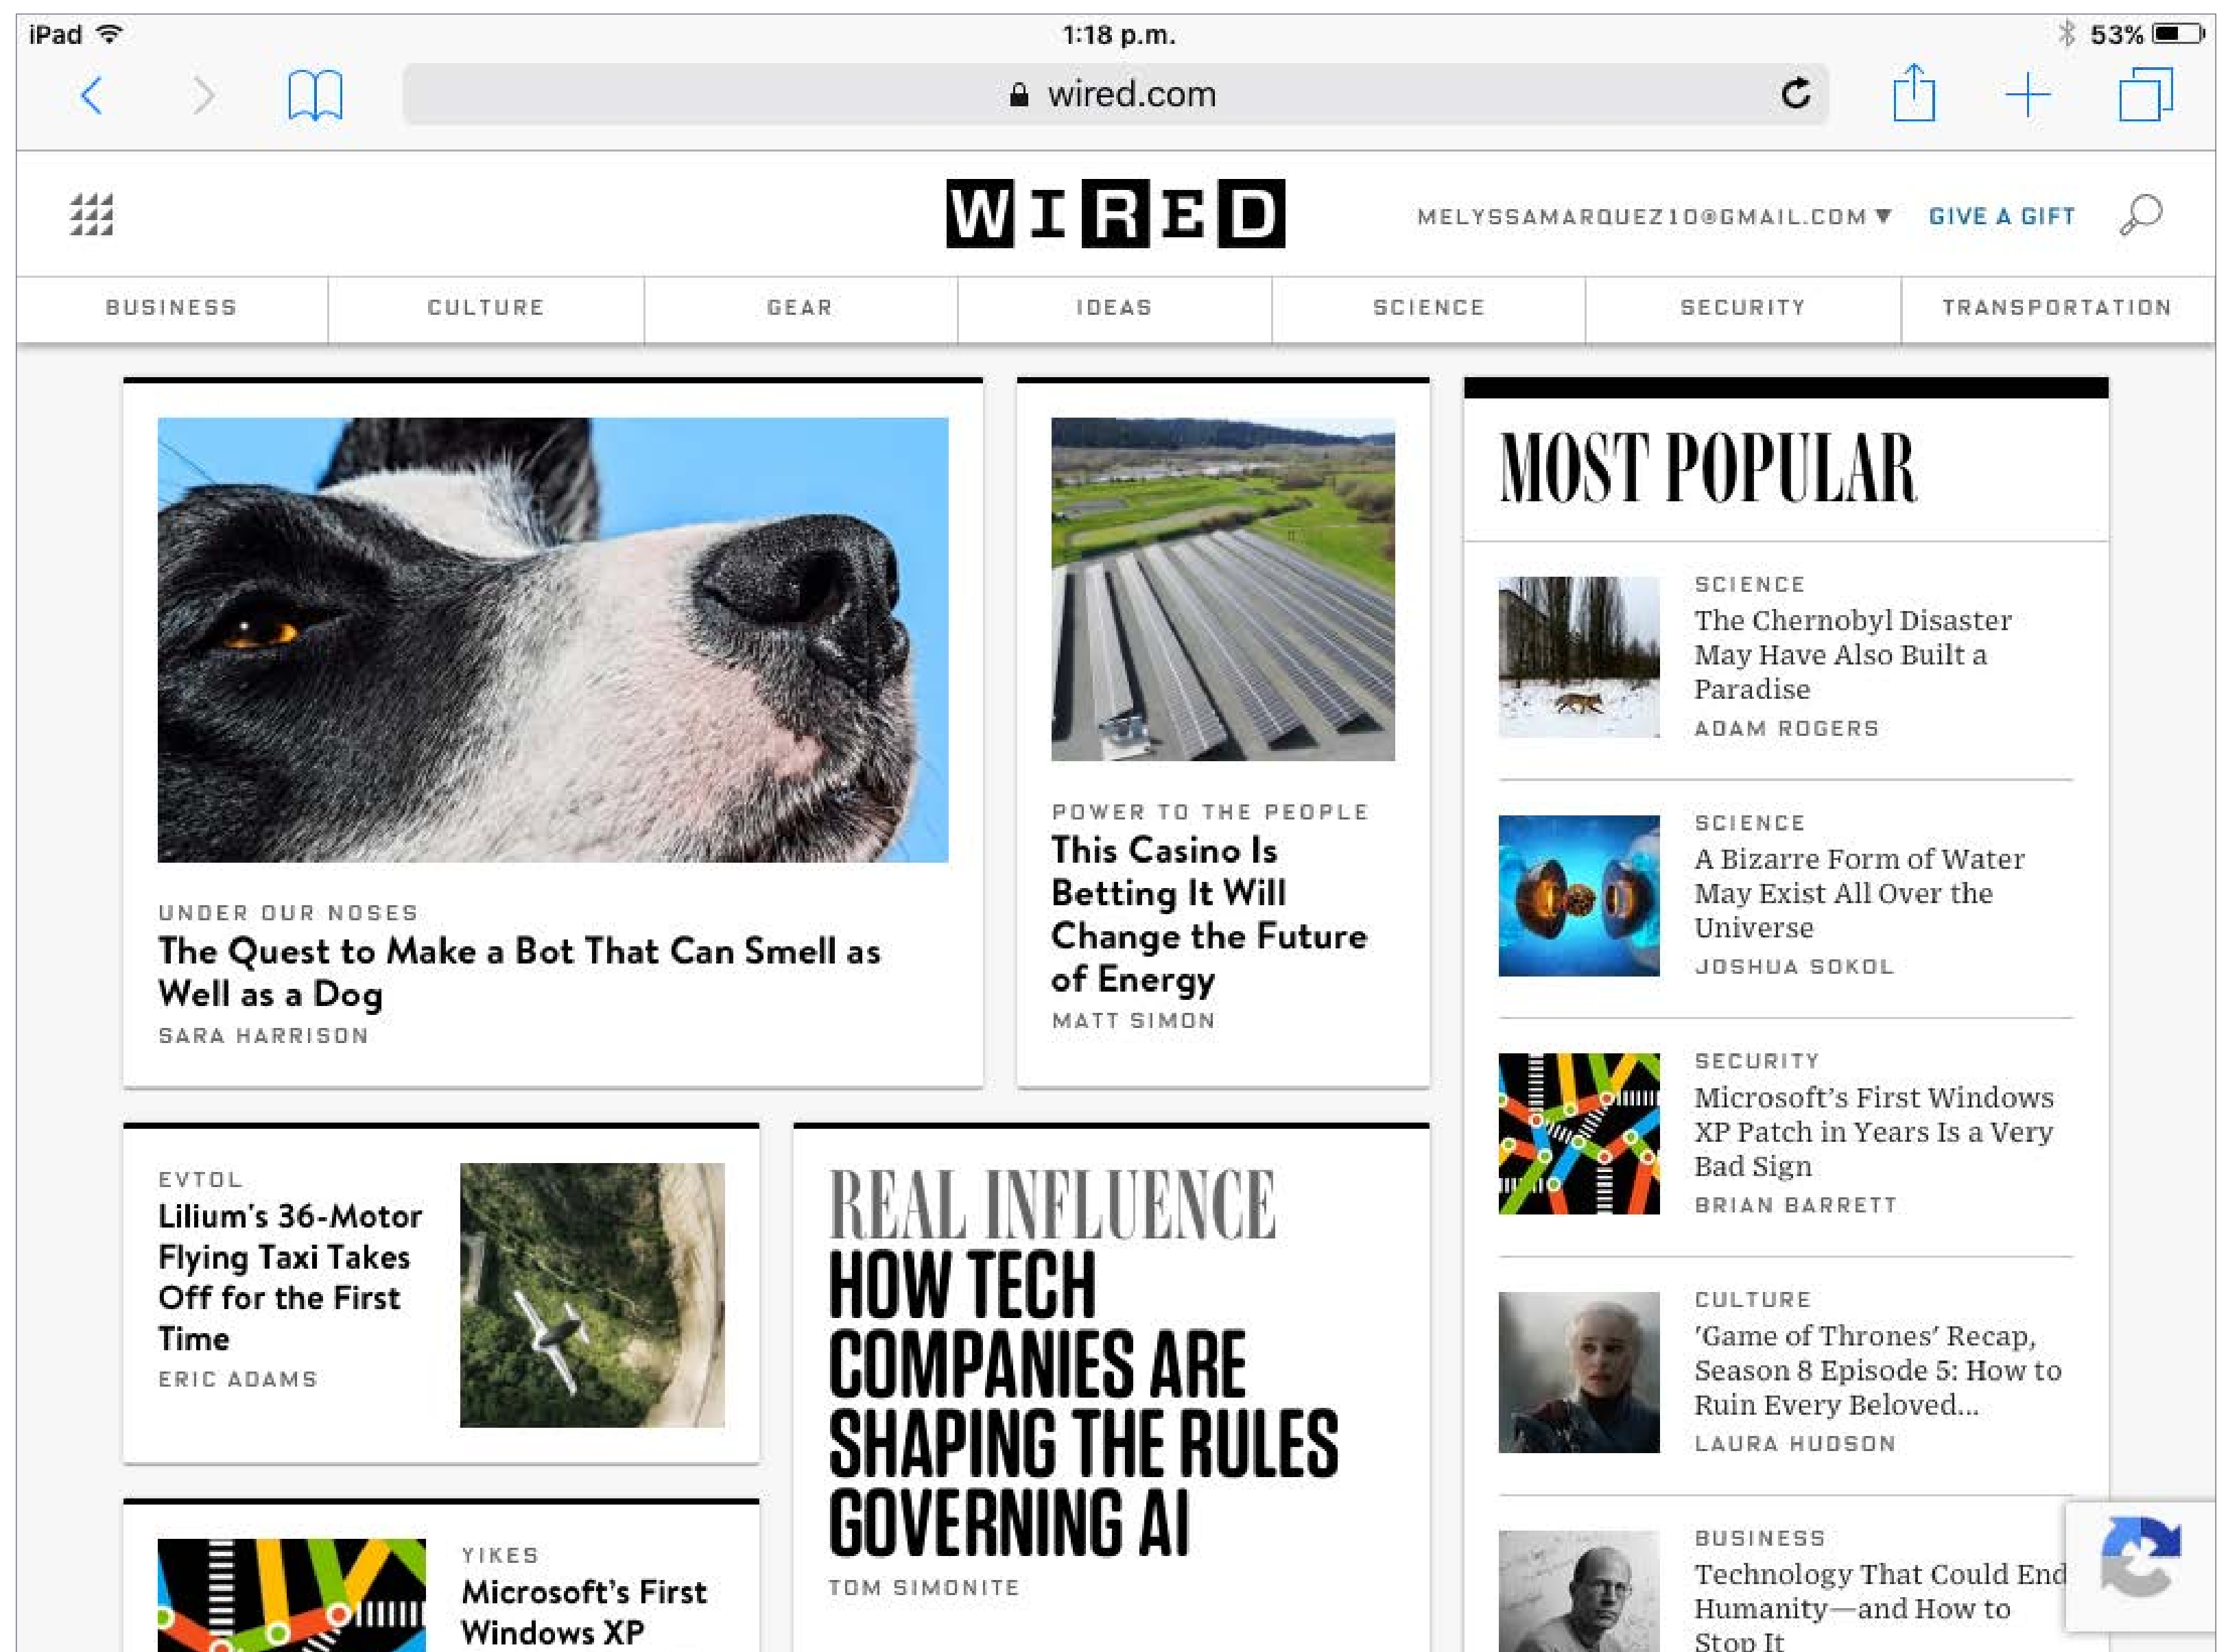 iPad
1:18 p.m.
53%
wired.com
WIRED
MELYSSAMARQUEZ10@GMAIL.COM ▼
GIVE A GIFT
BUSINESS
CULTURE
GEAR
IDEAS
SCIENCE
SECURITY
TRANSPORTATION
UNDER OUR NOSES
The Quest to Make a Bot That Can Smell as
Well as a Dog
SARA HARRISON
POWER TO THE PEOPLE
This Casino Is
Betting It Will
Change the Future
of Energy
MATT SIMON
EVTOL
Lilium's 36-Motor
Flying Taxi Takes
Off for the First
Time
ERIC ADAMS
YIKES
Microsoft's First
Windows XP
REAL INFLUENCE
HOW TECH
COMPANIES ARE
SHAPING THE RULES
GOVERNING AI
TOM SIMONITE
MOST POPULAR
SCIENCE
The Chernobyl Disaster
May Have Also Built a
Paradise
ADAM ROGERS
SCIENCE
A Bizarre Form of Water
May Exist All Over the
Universe
JOSHUA SOKOL
SECURITY
Microsoft's First Windows
XP Patch in Years Is a Very
Bad Sign
BRIAN BARRETT
CULTURE
'Game of Thrones' Recap,
Season 8 Episode 5: How to
Ruin Every Beloved...
LAURA HUDSON
BUSINESS
Technology That Could End
Humanity—and How to
Stop It